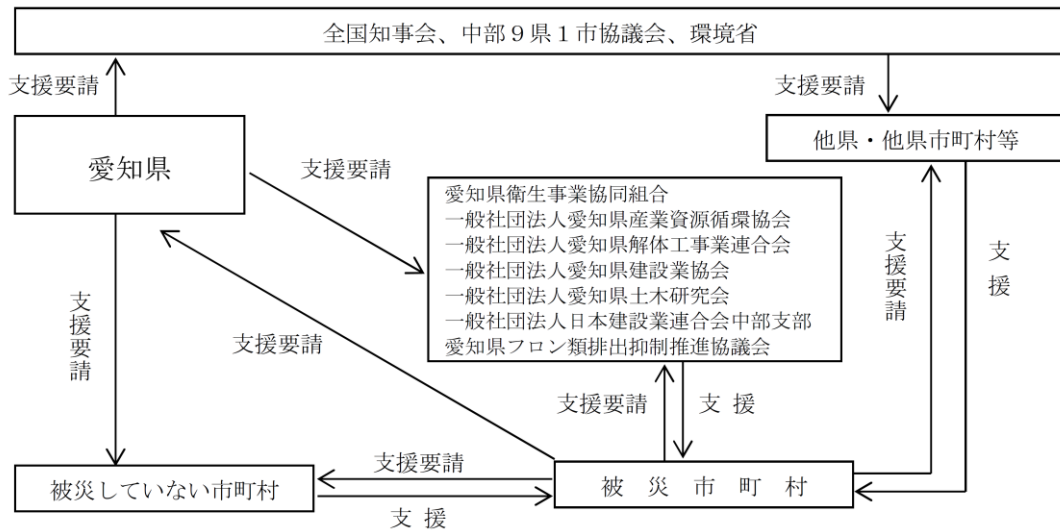 全国知事会、中部９県１市協議会、環境省
支援要請
支援要請
愛知県
他県・他県市町村等
支援要請
愛知県衛生事業協同組合
一般社団法人愛知県産業資源循環協会
一般社団法人愛知県解体工事業連合会
一般社団法人愛知県建設業協会
一般社団法人愛知県土木研究会
一般社団法人日本建設業連合会中部支部
愛知県フロン類排出抑制推進協議会
支援要請
支援要請
支援要請
支 援
支援要請
支 援
支援要請
被災していない市町村
被 災 市 町 村
支 援